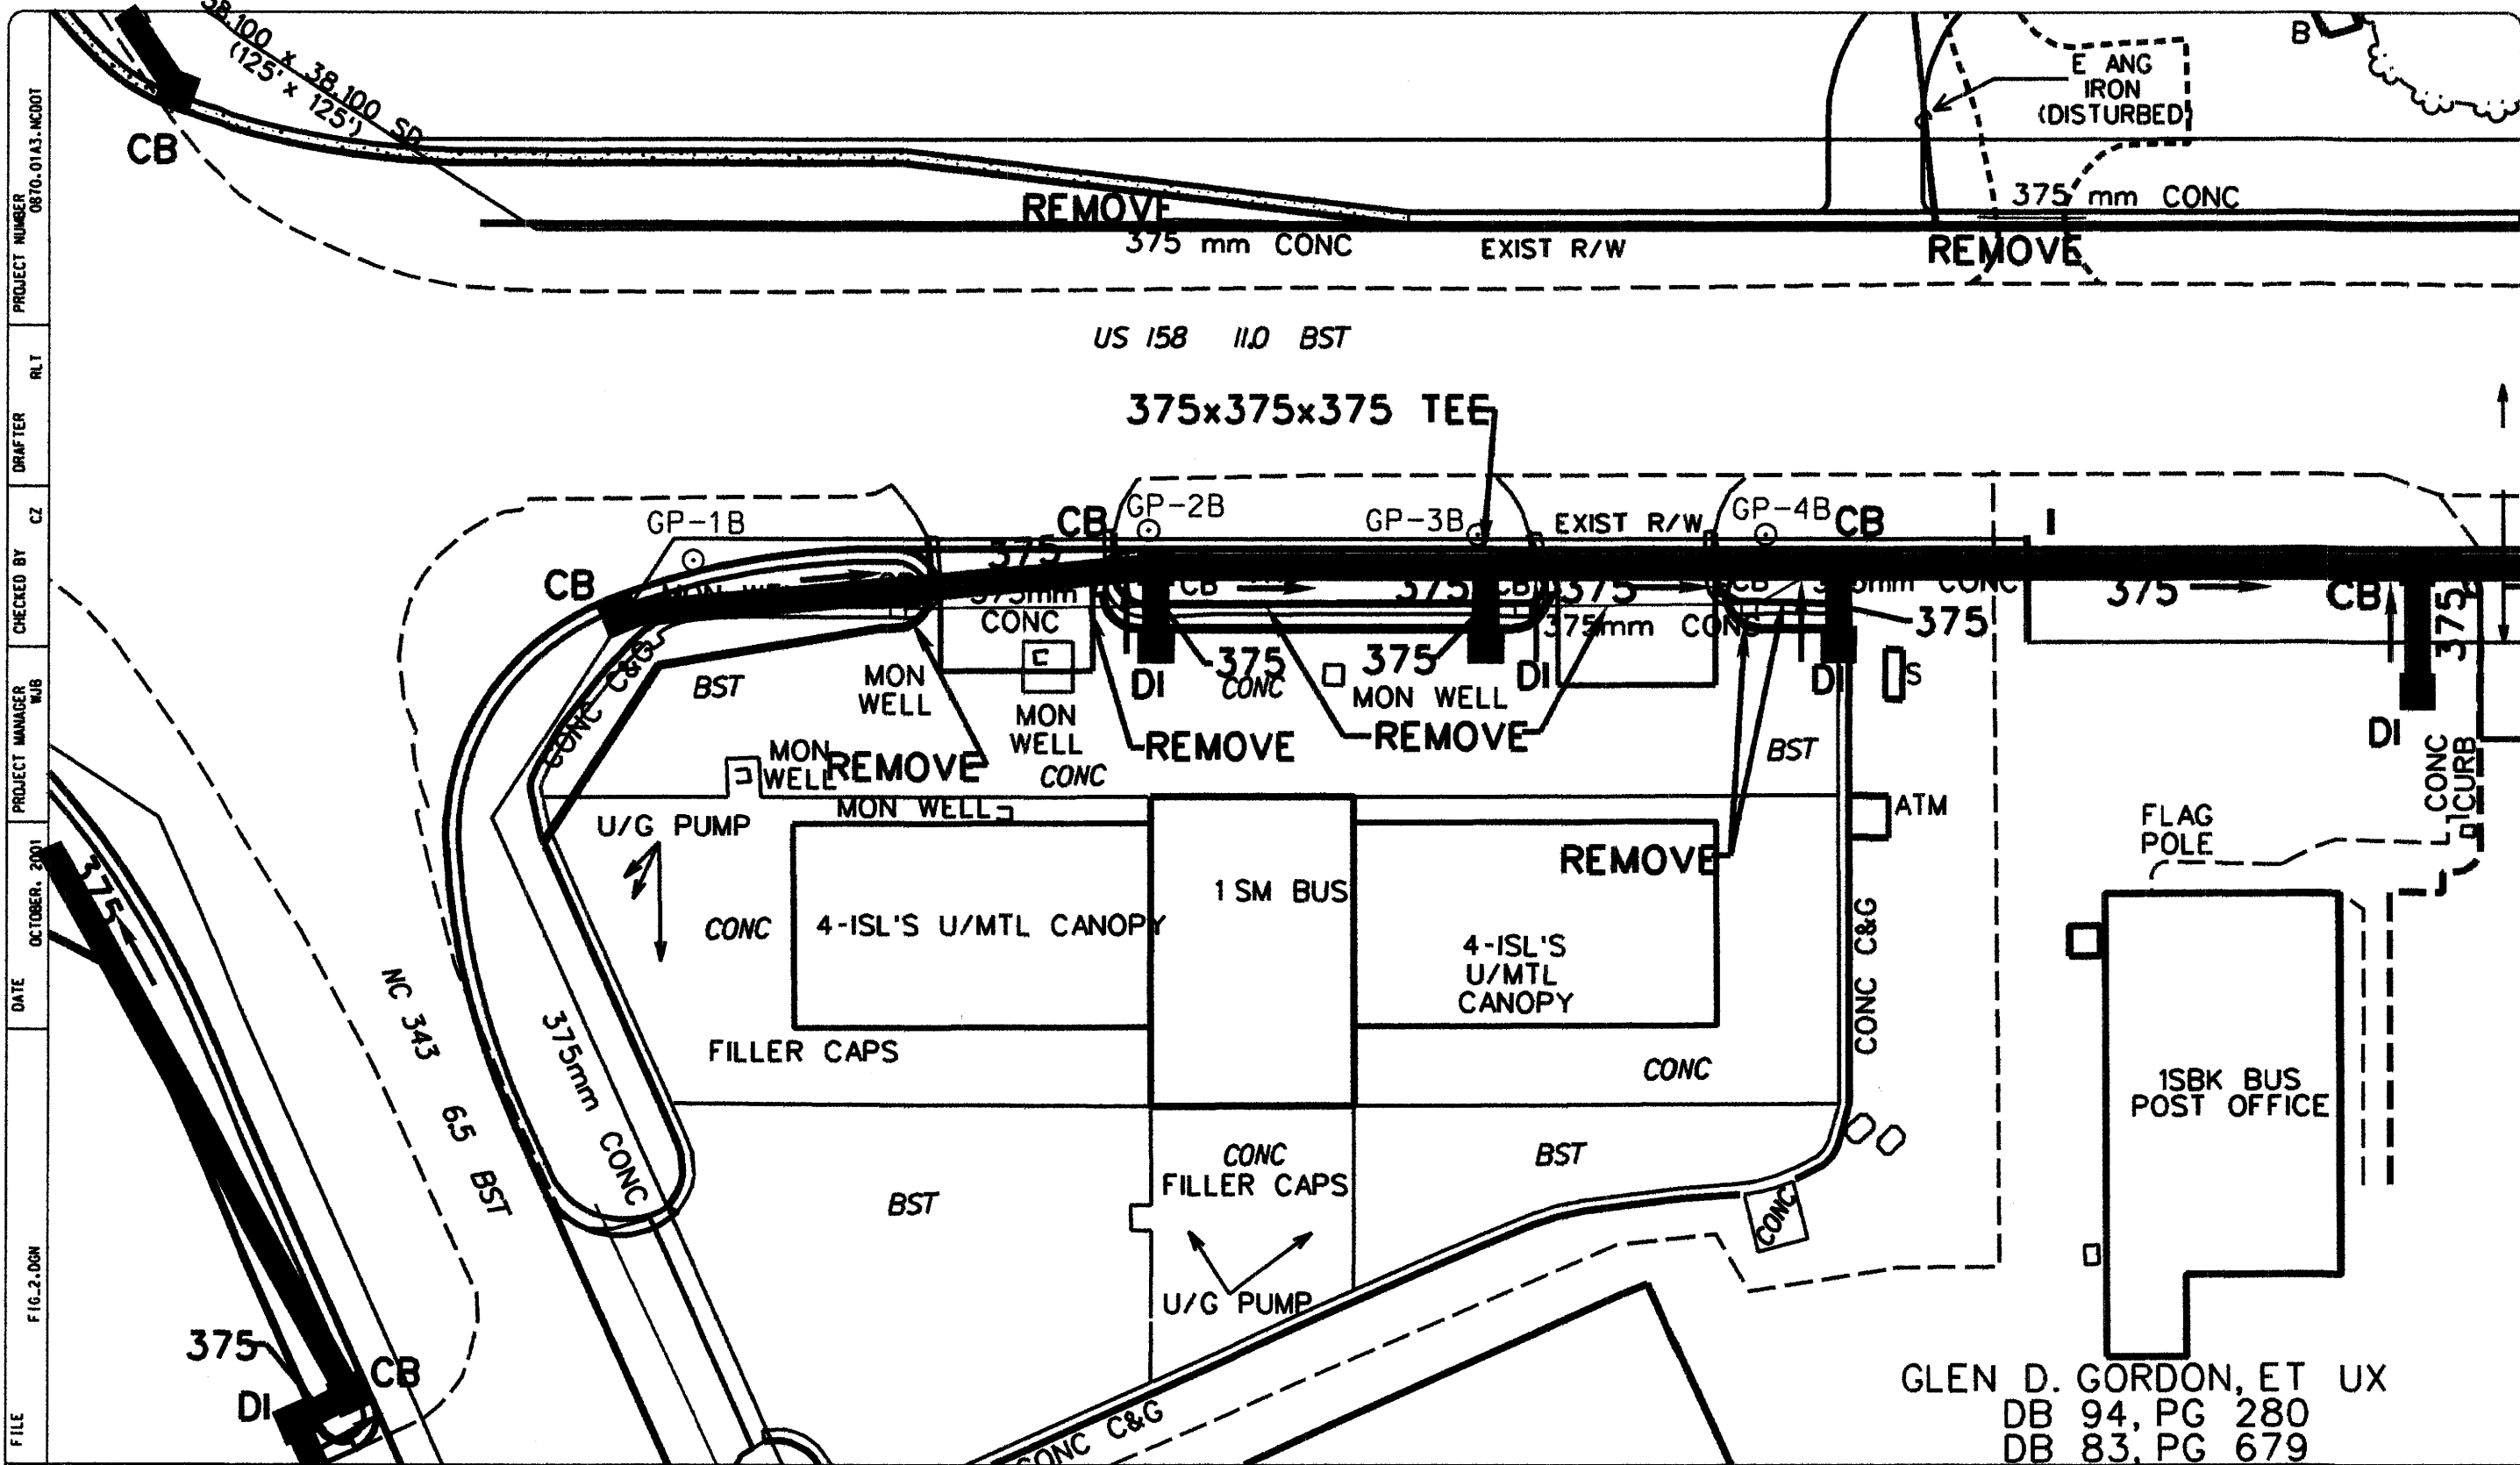 38.100 x 38.100 SD
(125' x 125')
CB
B
E ANG
IRON
(DISTURBED)
375 mm CONC
REMOVE
375 mm CONC
EXIST R/W
REMOVE
US 158 11.0 BST
375x375x375 TEE
GP-1B
CB
GP-2B
GP-3B
EXIST R/W
GP-4B
CB
CB
375
375mm
CONC
CB
375
CB
375
CB
375
375
CB
375
375mm CONC
MON
WELL
BST
CONC C&G
MON
WELL
DI
375
CONC
375
MON WELL
DI
DI
S
DI
REMOVE
MON
WELL
REMOVE
CONC
REMOVE
BST
CONC
CURB
MON WELL
U/G PUMP
ATM
FLAG
POLE
REMOVE
1 SM BUS
CONC
4-ISL'S U/MTL CANOPY
4-ISL'S
U/MTL
CANOPY
CONC C&G
375
NC 343 6.5 BST
375mm CONC
FILLER CAPS
CONC
1SBK BUS
POST OFFICE
CONC
FILLER CAPS
BST
BST
CONC
U/G PUMP
375
CB
DI
CONC C&G
GLEN D. GORDON, ET UX
DB 94, PG 280
DB 83, PG 679
PROJECT NUMBER
0870.01A3.NCDOT
DRAFTER RLT
CHECKED BY CZ
PROJECT MANAGER
WJB
DATE OCTOBER, 2001
FILE FIG_2.DGN